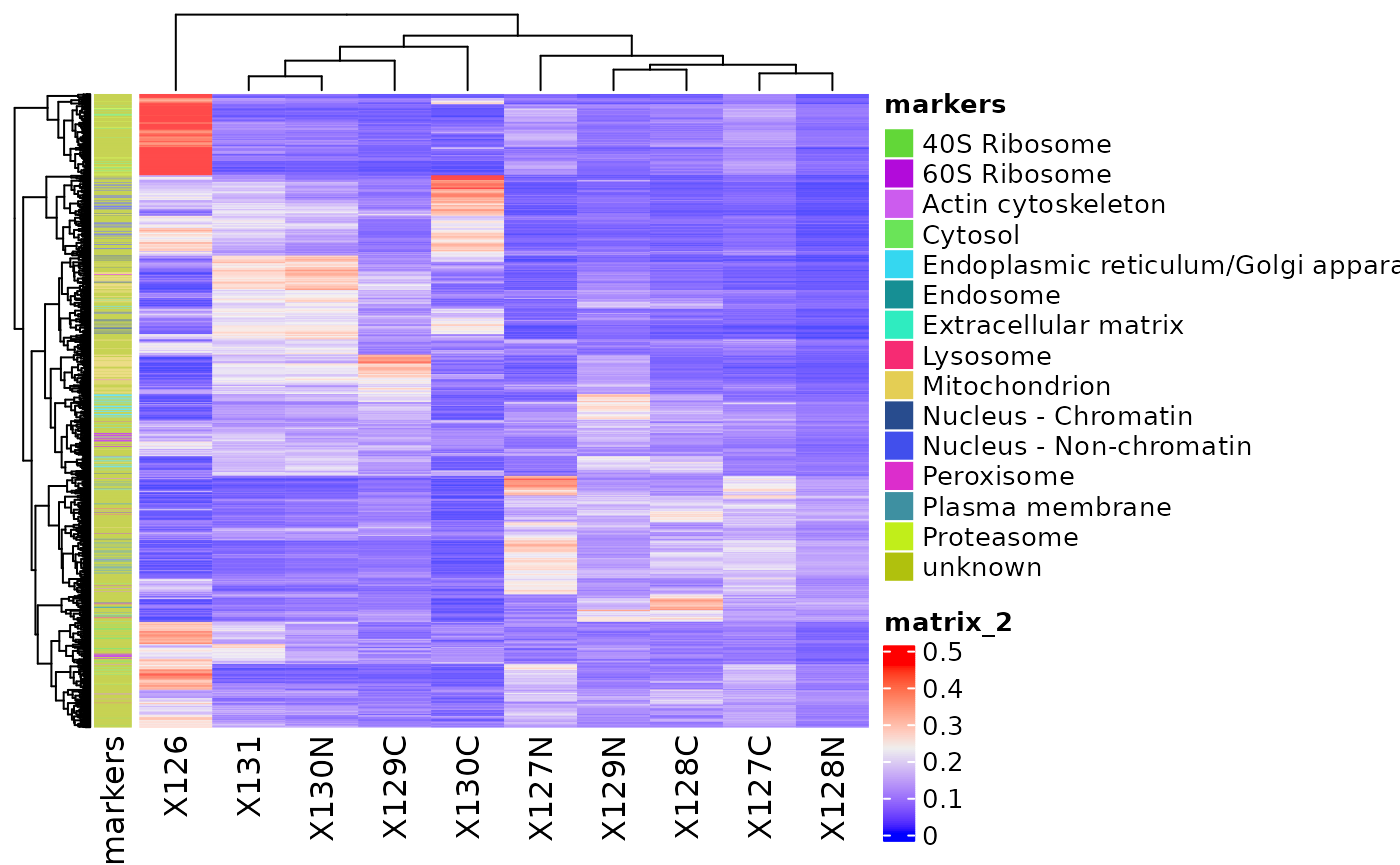 markers
40S Ribosome
60S Ribosome
Actin cytoskeleton
Cytosol
Endoplasmic reticulum/Golgi appara
Endosome
Extracellular matrix
Lysosome
Mitochondrion
Nucleus - Chromatin
Nucleus - Non-chromatin
Peroxisome
Plasma membrane
Proteasome
unknown
matrix_2
0.5
0.4
0.3
0.2
0.1
0
markers
X126
X131
X130N
X129C
X130C
X127N
X129N
X128C
X127C
X128N